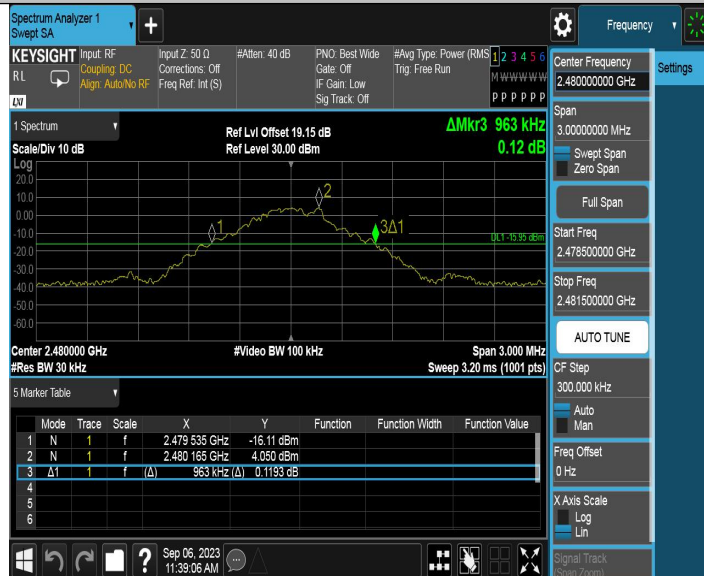 Spectrum Analyzer 1
Swept SA
+
Frequency
KEYSIGHT
RL
LXI
Input: RF
Coupling: DC
Align: Auto/No RF
Input Z: 50 Ω
Corrections: Off
Freq Ref: Int (S)
#Atten: 40 dB
PNO: Best Wide
Gate: Off
IF Gain: Low
Sig Track: Off
#Avg Type: Power (RMS
Trig: Free Run
1 2 3 4 5 6
M W W W W W
P P P P P P
1 Spectrum
Scale/Div 10 dB
Ref Lvl Offset 19.15 dB
Ref Level 30.00 dBm
ΔMkr3 963 kHz
0.12 dB
Log
20.0
10.0
0.00
-10.0
-20.0
-30.0
-40.0
-50.0
-60.0
1
2
3Δ1
DL1 -15.95 dBm
Center 2.480000 GHz
#Res BW 30 kHz
#Video BW 100 kHz
Span 3.000 MHz
Sweep 3.20 ms (1001 pts)
5 Marker Table
Mode Trace Scale X Y Function Function Width Function Value
1 N 1 f 2.479 535 GHz -16.11 dBm
2 N 1 f 2.480 165 GHz 4.050 dBm
3 Δ1 1 f (Δ) 963 kHz (Δ) 0.1193 dB
4
5
6
?
Sep 06, 2023
11:39:06 AM
Settings
Center Frequency
2.480000000 GHz
Span
3.00000000 MHz
Swept Span
Zero Span
Full Span
Start Freq
2.478500000 GHz
Stop Freq
2.481500000 GHz
AUTO TUNE
CF Step
300.000 kHz
Auto
Man
Freq Offset
0 Hz
X Axis Scale
Log
Lin
Signal Track
(Span Zoom)